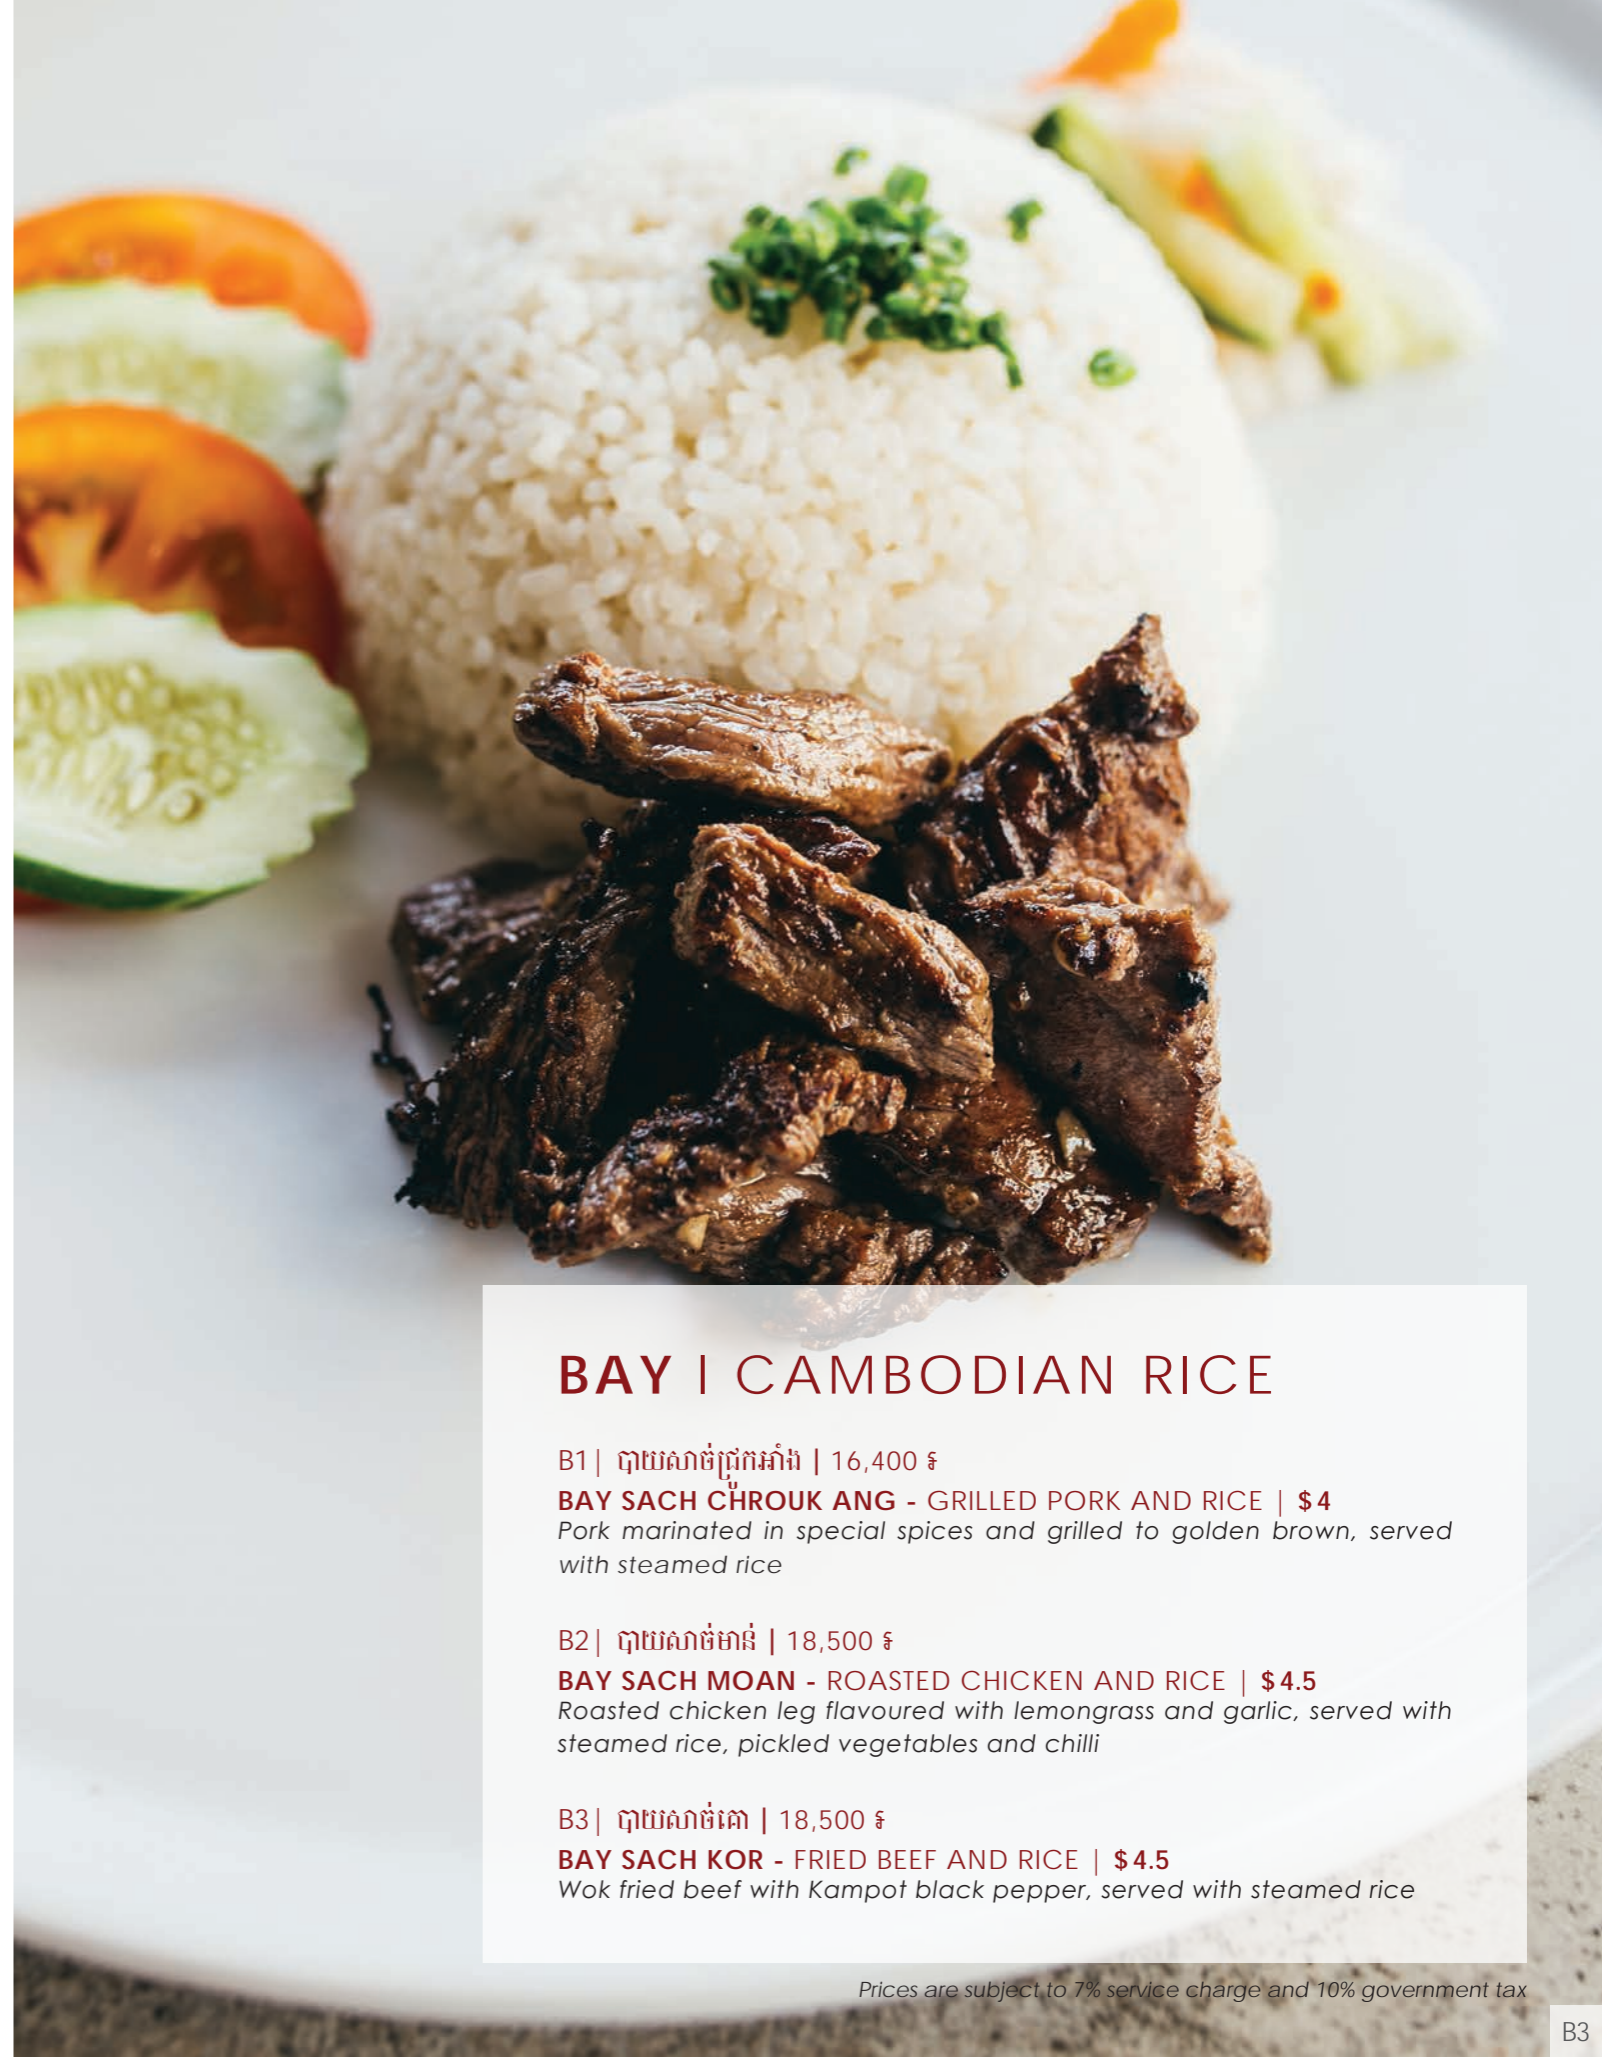 BAY | CAMBODIAN RICE
B1| បាយសាច់ជ្រូកអាំង | 16,400 ៛
BAY SACH CHROUK ANG - GRILLED PORK AND RICE | $4
Pork marinated in special spices and grilled to golden brown, served
with steamed rice
B2| បាយសាច់មាន់ | 18,500 ៛
BAY SACH MOAN - ROASTED CHICKEN AND RICE | $4.5
Roasted chicken leg flavoured with lemongrass and garlic, served with
steamed rice, pickled vegetables and chilli
B3| បាយសាច់គោ | 18,500 ៛
BAY SACH KOR - FRIED BEEF AND RICE | $4.5
Wok fried beef with Kampot black pepper, served with steamed rice
Prices are subject to 7% service charge and 10% government tax
B3